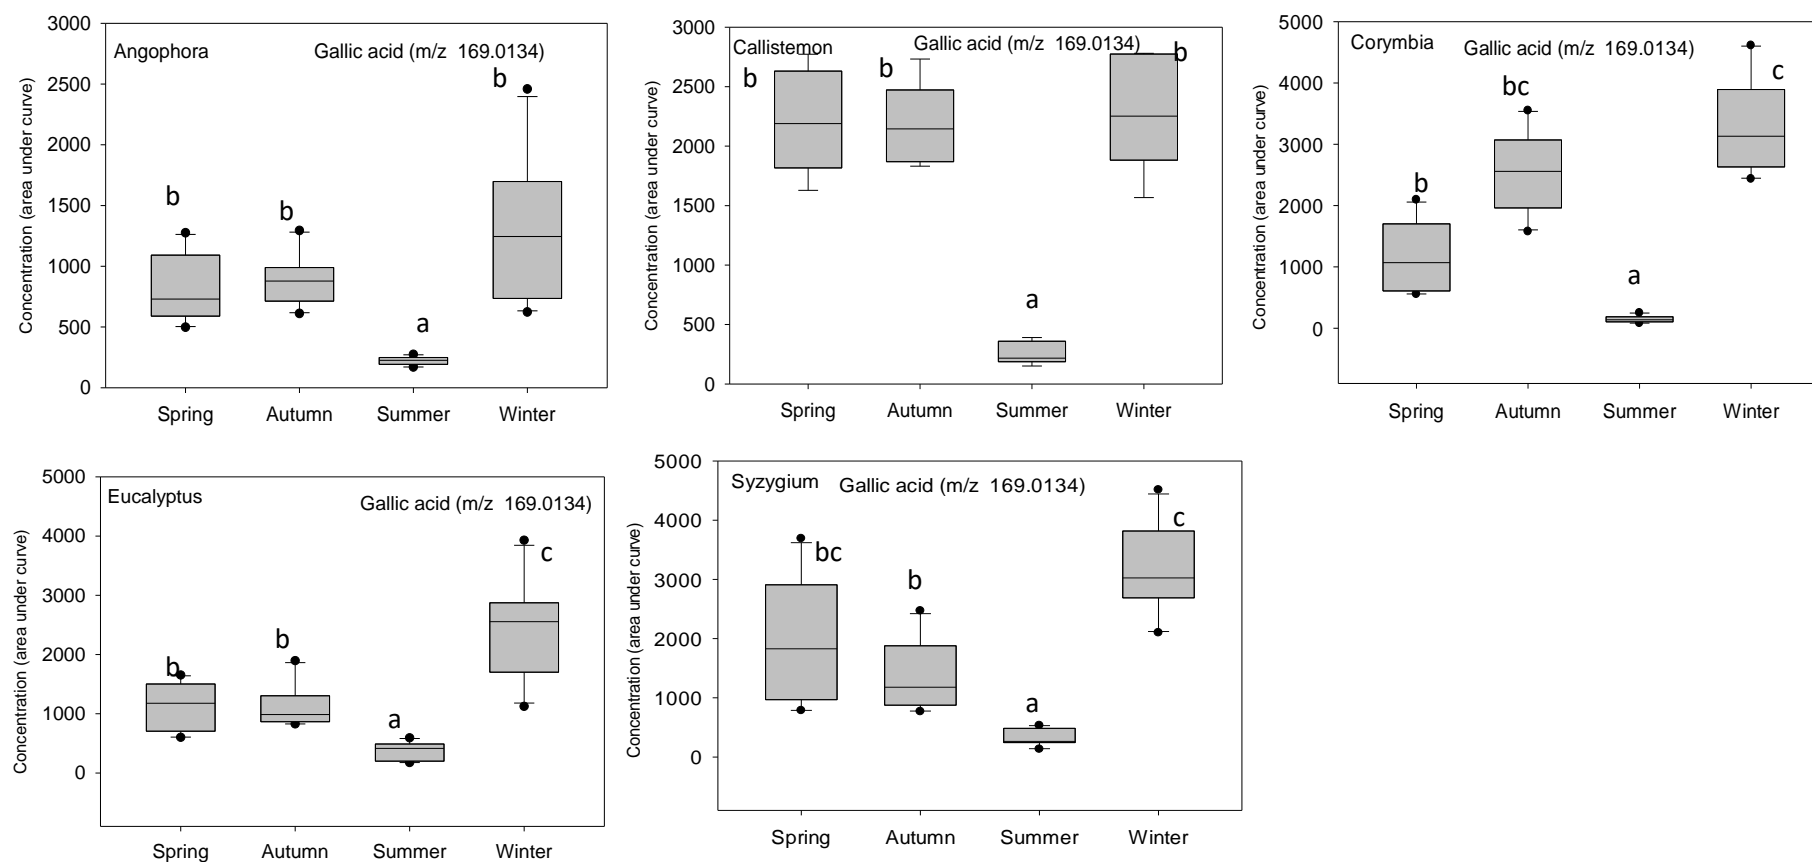 Angophora
Gallic acid (m/z 169.0134)
Concentration (area under curve)
3000
2500
2000
1500
1000
500
0
b
b
a
b
Spring Autumn Summer Winter
Callistemon
Gallic acid (m/z 169.0134)
Concentration (area under curve)
3000
2500
2000
1500
1000
500
0
b
b
a
b
Spring Autumn Summer Winter
Corymbia
Gallic acid (m/z 169.0134)
Concentration (area under curve)
5000
4000
3000
2000
1000
0
b
bc
a
c
Spring Autumn Summer Winter
Eucalyptus
Gallic acid (m/z 169.0134)
Concentration (area under curve)
5000
4000
3000
2000
1000
0
b
b
a
c
Spring Autumn Summer Winter
Syzygium
Gallic acid (m/z 169.0134)
Concentration (area under curve)
5000
4000
3000
2000
1000
0
bc
b
a
c
Spring Autumn Summer Winter